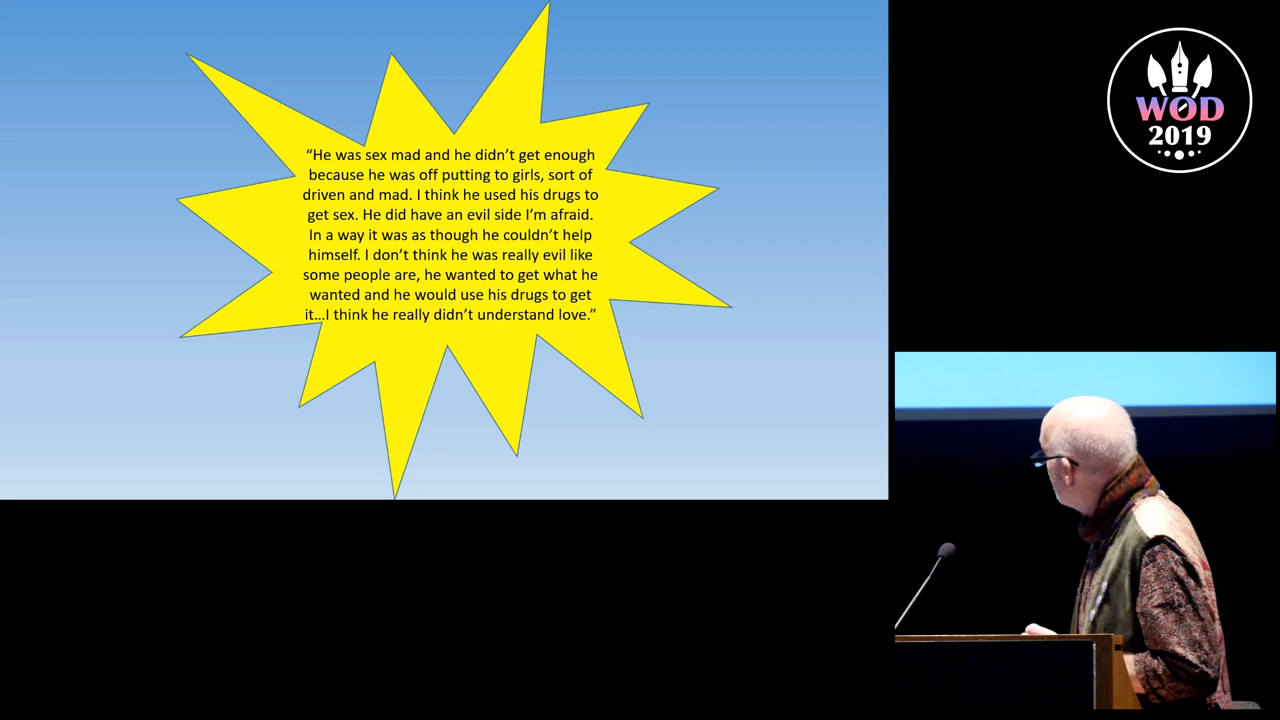 “He was sex mad and he didn’t get enough
because he was off putting to girls, sort of
driven and mad. I think he used his drugs to
get sex. He did have an evil side I’m afraid.
In a way it was as though he couldn’t help
himself. I don’t think he was really evil like
some people are, he wanted to get what he
wanted and he would use his drugs to get
it…I think he really didn’t understand love.”
WOD
2019